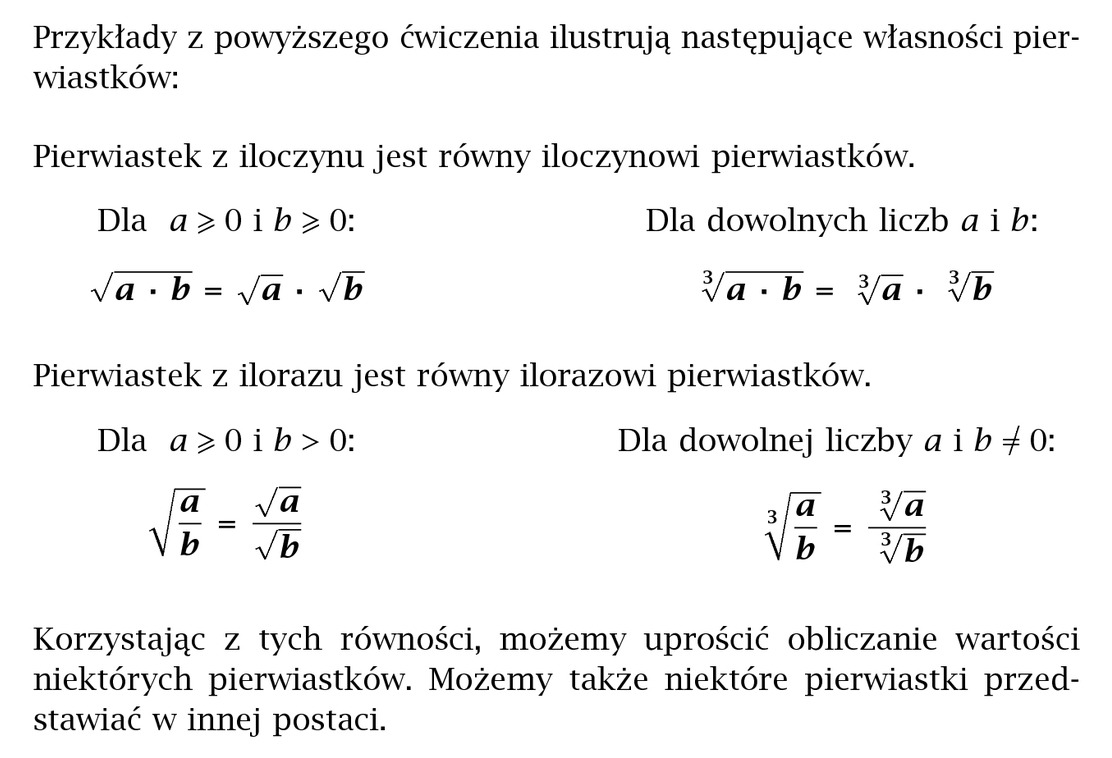 Przykłady z powyższego ćwiczenia ilustrują następujące własności pier-
wiastków:
Pierwiastek z iloczynu jest równy iloczynowi pierwiastków.
Dla a ⩾ 0 i b ⩾ 0: Dla dowolnych liczb a i b:
√(a · b) = √a · √b ∛(a · b) = ∛a · ∛b
Pierwiastek z ilorazu jest równy ilorazowi pierwiastków.
Dla a ⩾ 0 i b > 0: Dla dowolnej liczby a i b ≠ 0:
√(a/b) = √a/√b ∛(a/b) = ∛a/∛b
Korzystając z tych równości, możemy uprościć obliczanie wartości
niektórych pierwiastków. Możemy także niektóre pierwiastki przed-
stawiać w innej postaci.